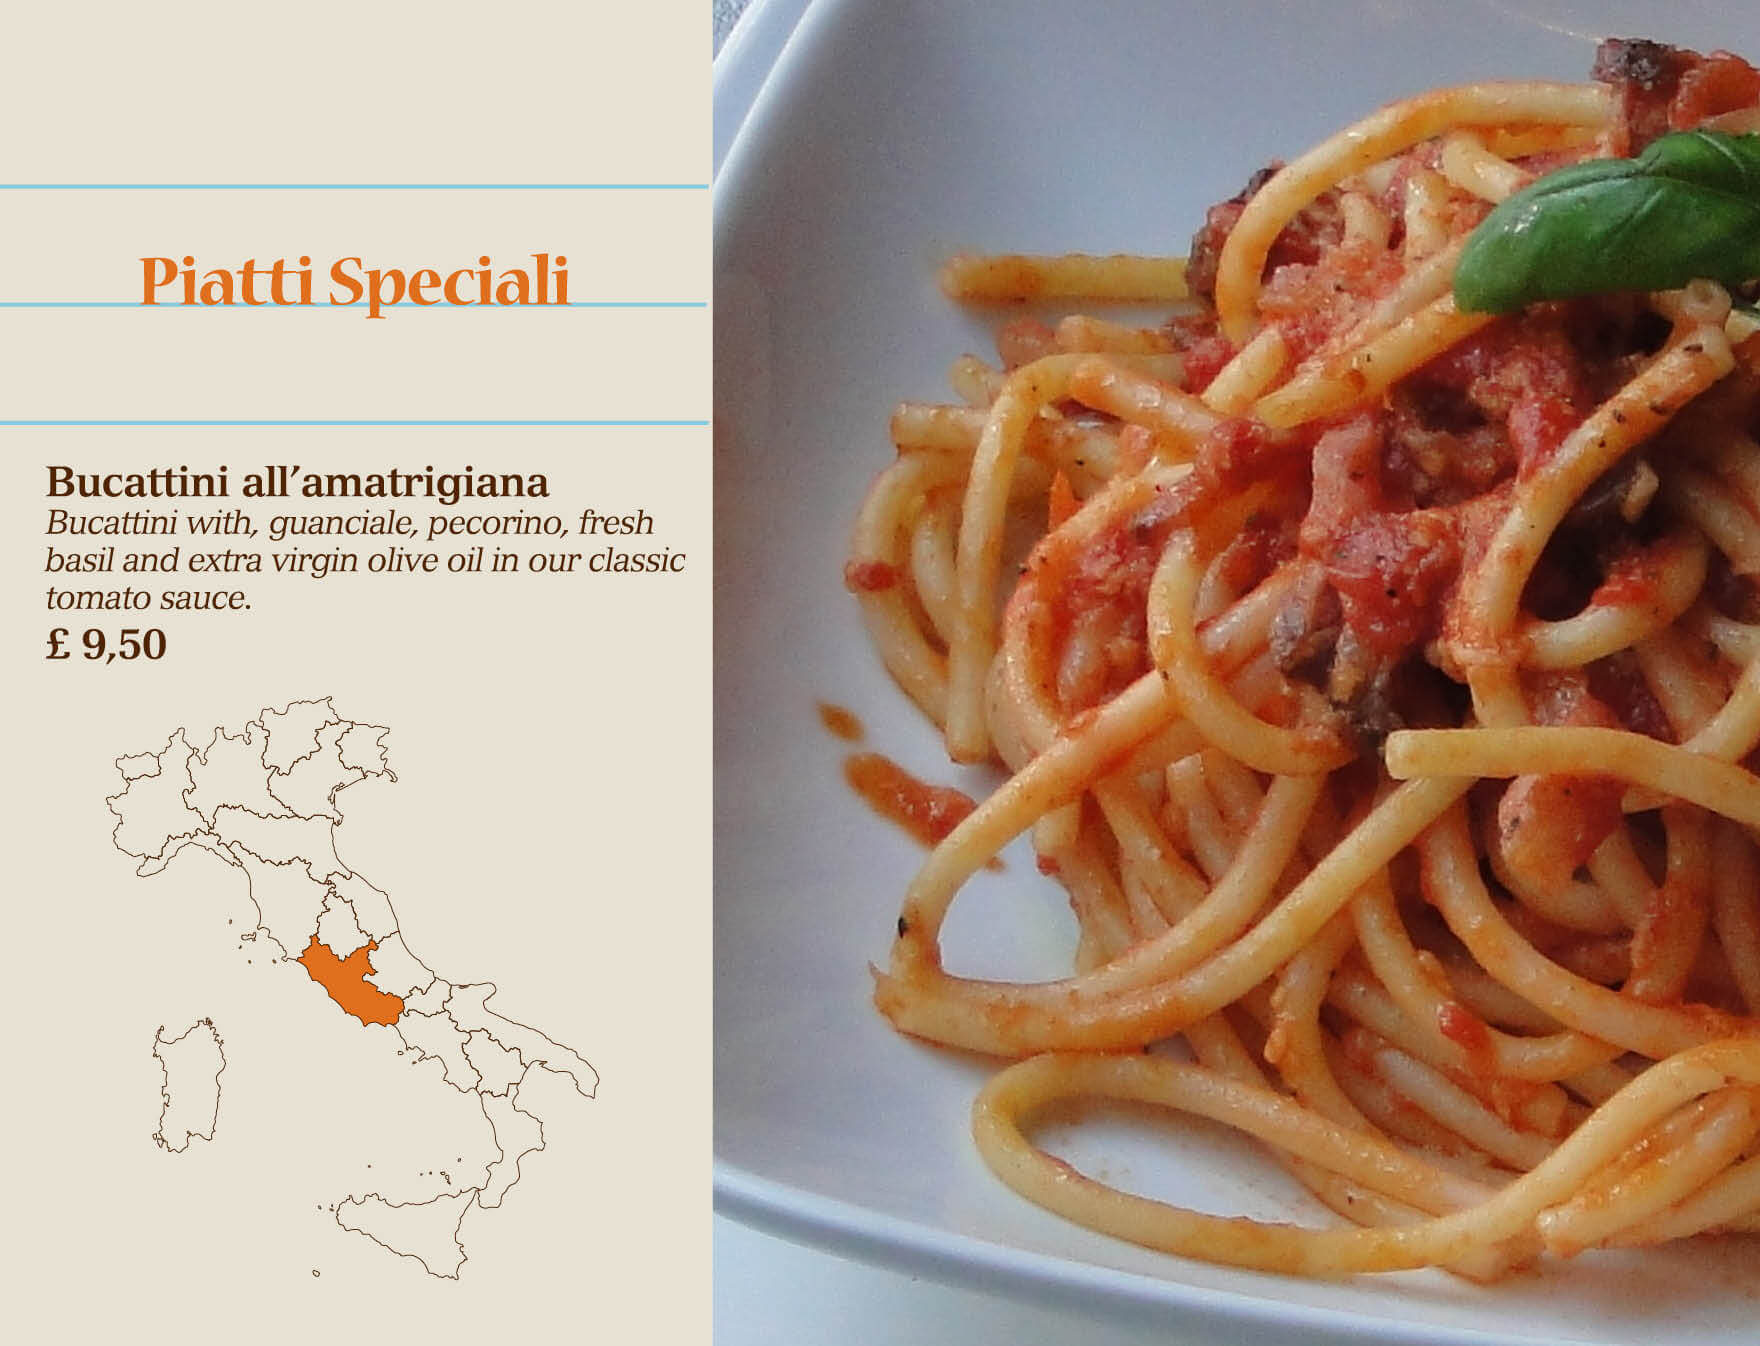 Piatti Speciali
Bucattini all’amatrigiana
Bucattini with, guanciale, pecorino, fresh
basil and extra virgin olive oil in our classic
tomato sauce.
£ 9,50